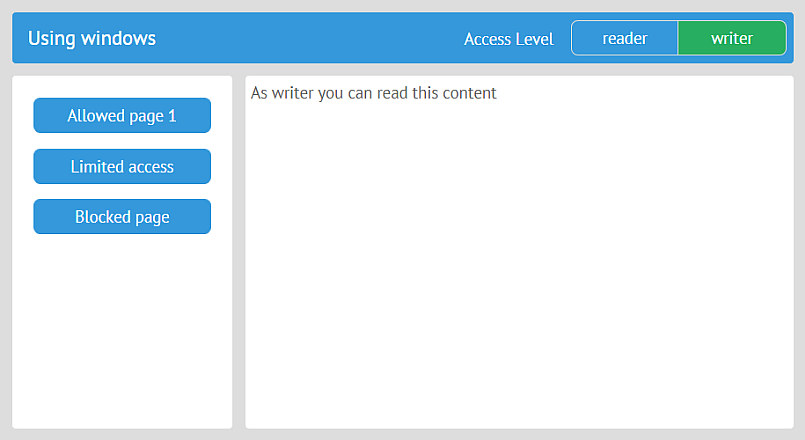 Using windows
Access Level
reader
writer
Allowed page 1
Limited access
Blocked page
As writer you can read this content